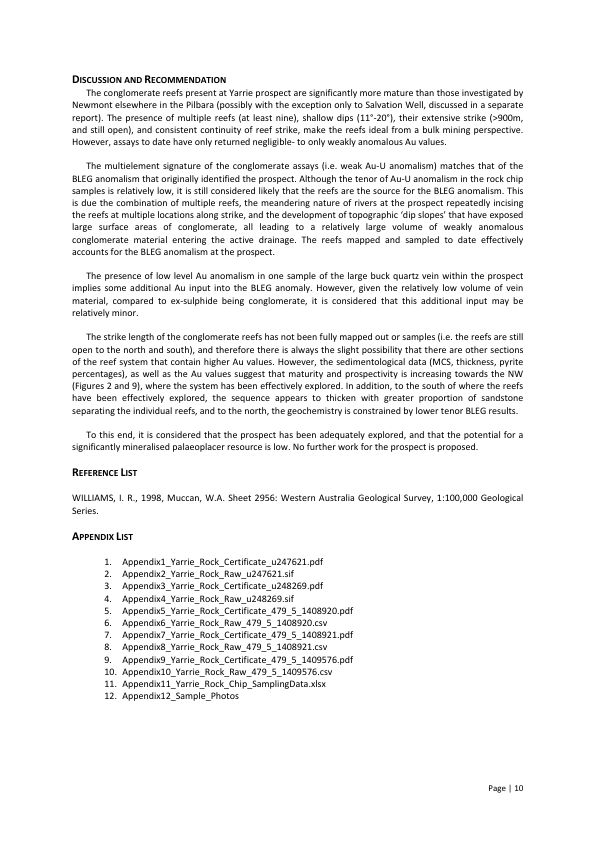 DISCUSSION AND RECOMMENDATION
The conglomerate reefs present at Yarrie prospect are significantly more mature than those investigated by
Newmont elsewhere in the Pilbara (possibly with the exception only to Salvation Well, discussed in a separate
report). The presence of multiple reefs (at least nine), shallow dips (11°-20°), their extensive strike (>900m,
and still open), and consistent continuity of reef strike, make the reefs ideal from a bulk mining perspective.
However, assays to date have only returned negligible- to only weakly anomalous Au values.
The multielement signature of the conglomerate assays (i.e. weak Au-U anomalism) matches that of the
BLEG anomalism that originally identified the prospect. Although the tenor of Au-U anomalism in the rock chip
samples is relatively low, it is still considered likely that the reefs are the source for the BLEG anomalism. This
is due the combination of multiple reefs, the meandering nature of rivers at the prospect repeatedly incising
the reefs at multiple locations along strike, and the development of topographic ‘dip slopes’ that have exposed
large surface areas of conglomerate, all leading to a relatively large volume of weakly anomalous
conglomerate material entering the active drainage. The reefs mapped and sampled to date effectively
accounts for the BLEG anomalism at the prospect.
The presence of low level Au anomalism in one sample of the large buck quartz vein within the prospect
implies some additional Au input into the BLEG anomaly. However, given the relatively low volume of vein
material, compared to ex-sulphide being conglomerate, it is considered that this additional input may be
relatively minor.
The strike length of the conglomerate reefs has not been fully mapped out or samples (i.e. the reefs are still
open to the north and south), and therefore there is always the slight possibility that there are other sections
of the reef system that contain higher Au values. However, the sedimentological data (MCS, thickness, pyrite
percentages), as well as the Au values suggest that maturity and prospectivity is increasing towards the NW
(Figures 2 and 9), where the system has been effectively explored. In addition, to the south of where the reefs
have been effectively explored, the sequence appears to thicken with greater proportion of sandstone
separating the individual reefs, and to the north, the geochemistry is constrained by lower tenor BLEG results.
To this end, it is considered that the prospect has been adequately explored, and that the potential for a
significantly mineralised palaeoplacer resource is low. No further work for the prospect is proposed.
REFERENCE LIST
WILLIAMS, I. R., 1998, Muccan, W.A. Sheet 2956: Western Australia Geological Survey, 1:100,000 Geological
Series.
APPENDIX LIST
1. Appendix1_Yarrie_Rock_Certificate_u247621.pdf
2. Appendix2_Yarrie_Rock_Raw_u247621.sif
3. Appendix3_Yarrie_Rock_Certificate_u248269.pdf
4. Appendix4_Yarrie_Rock_Raw_u248269.sif
5. Appendix5_Yarrie_Rock_Certificate_479_5_1408920.pdf
6. Appendix6_Yarrie_Rock_Raw_479_5_1408920.csv
7. Appendix7_Yarrie_Rock_Certificate_479_5_1408921.pdf
8. Appendix8_Yarrie_Rock_Raw_479_5_1408921.csv
9. Appendix9_Yarrie_Rock_Certificate_479_5_1409576.pdf
10. Appendix10_Yarrie_Rock_Raw_479_5_1409576.csv
11. Appendix11_Yarrie_Rock_Chip_SamplingData.xlsx
12. Appendix12_Sample_Photos
Page | 10